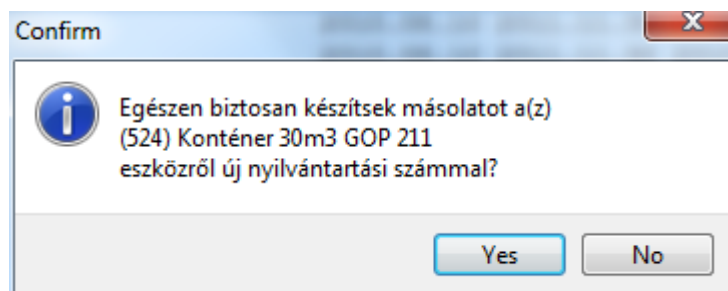 Confirm
Egészen biztosan készítsek másolatot a(z)
(524) Konténer 30m3 GOP 211
eszközről új nyilvántartási számmal?
Yes
No